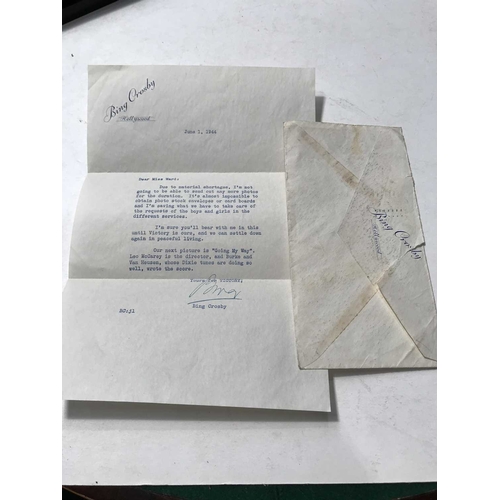 Bing Crosby
Hollywood
June 1, 1944
Dear Miss
Due to material shortages, I'm not
going to be able to send out any more photos
for the duration. It's almost impossible to
obtain photo stock envelopes or card boards
and I'm saving what we have to take care of
the requests of the boys and girls in the
different services.
I'm sure you'll bear with me in this
until Victory is ours, and we can settle down
again in peaceful living.
Our next picture is "Going My Way".
Leo McCarey is the director, and Burke and
Van Heusen, whose Dixie tunes are doing so
well, wrote the score.
Yours for VICTORY,
Bing
Bing Crosby
BC:jl
Bing Crosby
Hollywood